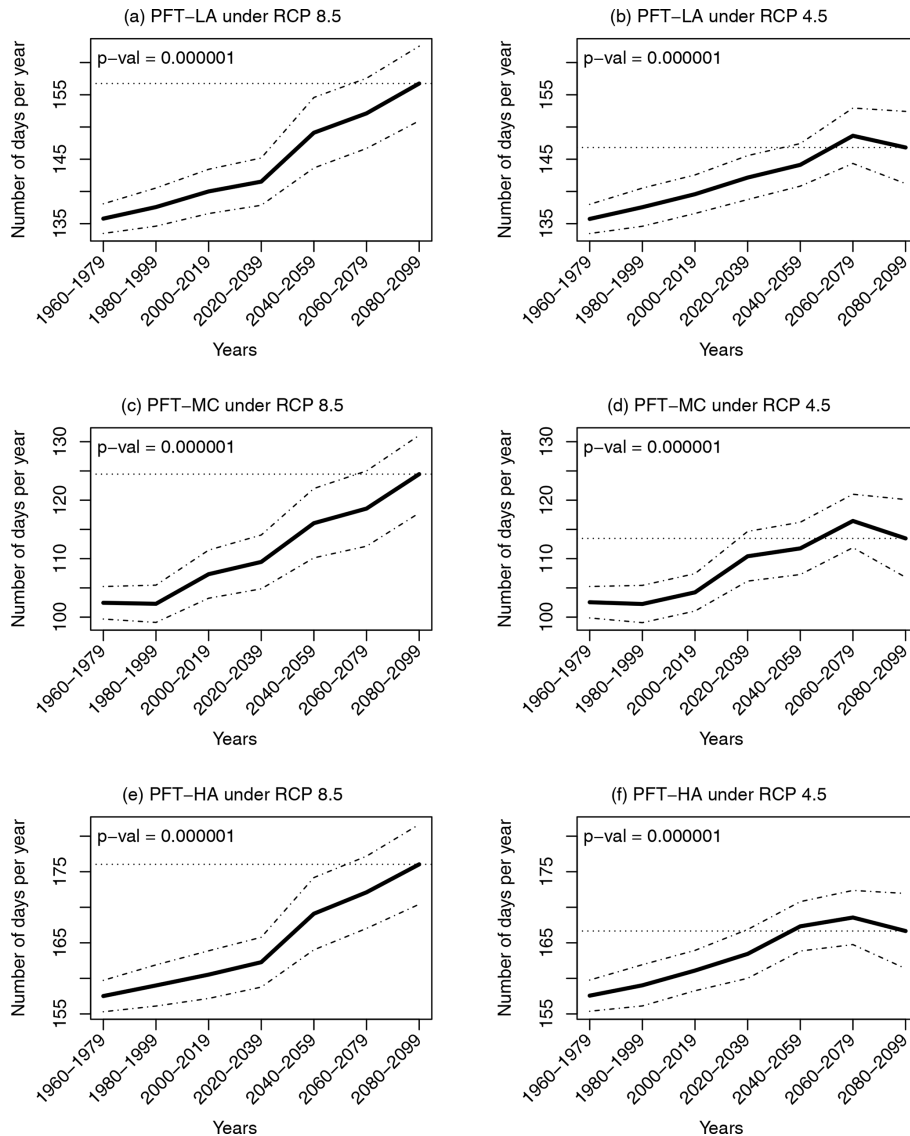 (a) PFT−LA under RCP 8.5
p−val = 0.000001
Number of days per year
135 145 155
1960−1979 1980−1999 2000−2019 2020−2039 2040−2059 2060−2079 2080−2099
Years
(b) PFT−LA under RCP 4.5
p−val = 0.000001
Number of days per year
135 145 155
1960−1979 1980−1999 2000−2019 2020−2039 2040−2059 2060−2079 2080−2099
Years
(c) PFT−MC under RCP 8.5
p−val = 0.000001
Number of days per year
100 110 120 130
1960−1979 1980−1999 2000−2019 2020−2039 2040−2059 2060−2079 2080−2099
Years
(d) PFT−MC under RCP 4.5
p−val = 0.000001
Number of days per year
100 110 120 130
1960−1979 1980−1999 2000−2019 2020−2039 2040−2059 2060−2079 2080−2099
Years
(e) PFT−HA under RCP 8.5
p−val = 0.000001
Number of days per year
155 165 175
1960−1979 1980−1999 2000−2019 2020−2039 2040−2059 2060−2079 2080−2099
Years
(f) PFT−HA under RCP 4.5
p−val = 0.000001
Number of days per year
155 165 175
1960−1979 1980−1999 2000−2019 2020−2039 2040−2059 2060−2079 2080−2099
Years